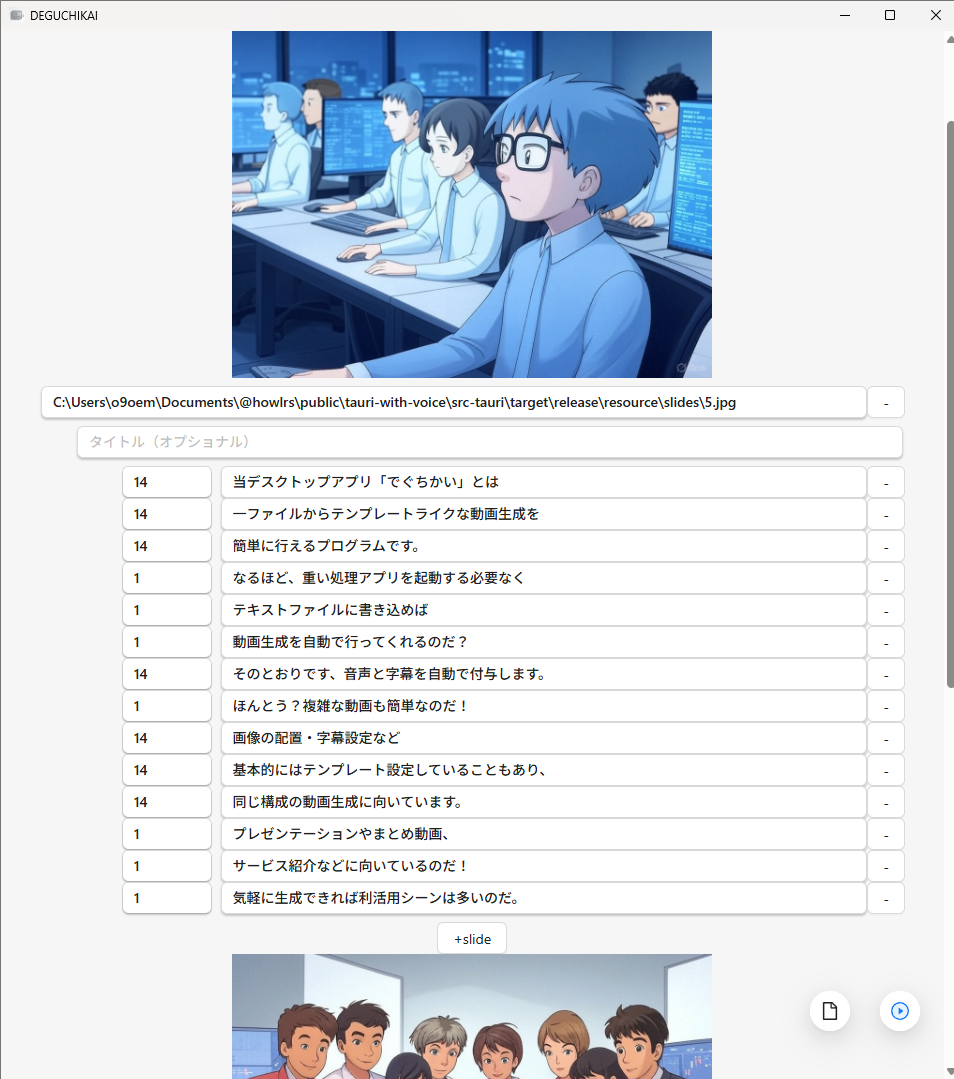 DEGUCHIKAI
C:\Users\o9oem\Documents\@howlrs\public\tauri-with-voice\src-tauri\target\release\resource\slides\5.jpg
-
タイトル（オプショナル）
14 当デスクトップアプリ「でぐちかい」とは -
14 一ファイルからテンプレートライクな動画生成を -
14 簡単に行えるプログラムです。 -
1 なるほど、重い処理アプリを起動する必要なく -
1 テキストファイルに書き込めば -
1 動画生成を自動で行ってくれるのだ？ -
14 そのとおりです、音声と字幕を自動で付与します。 -
1 ほんとう？複雑な動画も簡単なのだ！ -
14 画像の配置・字幕設定など -
14 基本的にはテンプレート設定していることもあり、 -
14 同じ構成の動画生成に向いています。 -
1 プレゼンテーションやまとめ動画、 -
1 サービス紹介などに向いているのだ！ -
1 気軽に生成できれば利活用シーンは多いのだ。 -
+slide